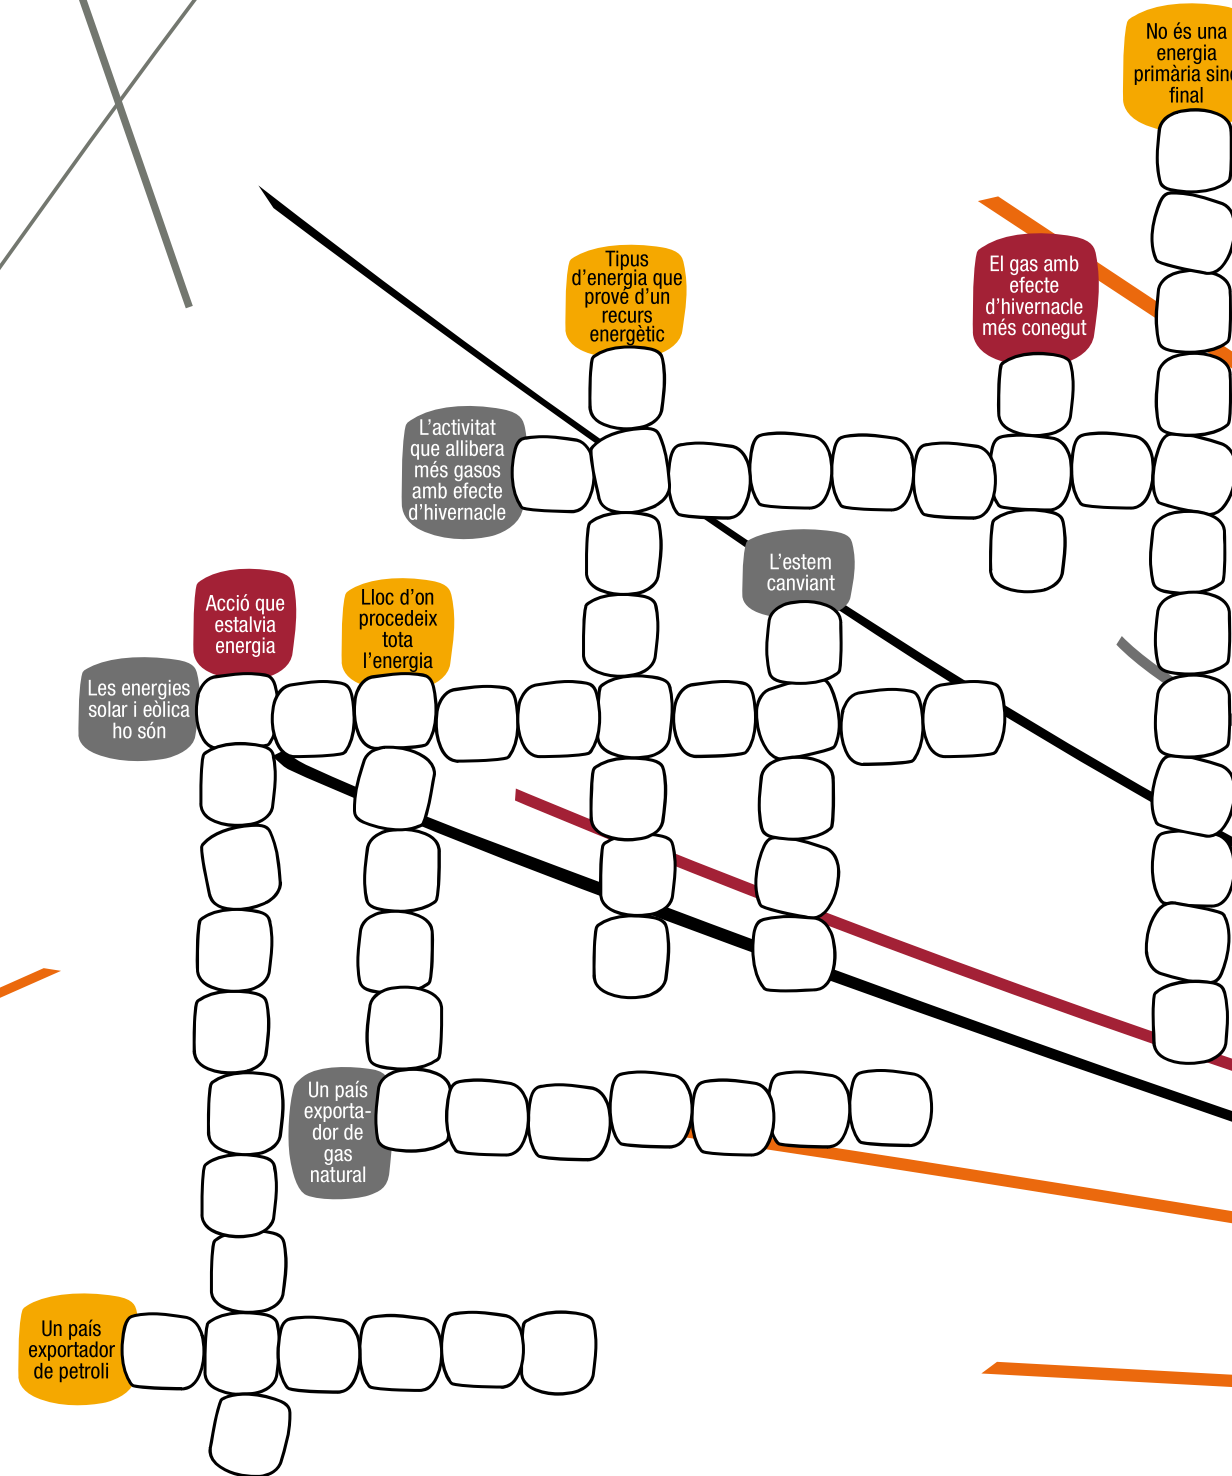 No és una
energia
primària sinó
final
El gas amb
efecte
d’hivernacle
més conegut
Tipus
d’energia que
prové d’un
recurs
energètic
L’activitat
que allibera
més gasos
amb efecte
d’hivernacle
L’estem
canviant
Acció que
estalvia
energia
Lloc d’on
procedeix
tota
l’energia
Les energies
solar i eòlica
ho són
Un país
exporta-
dor de
gas
natural
Un país
exportador
de petroli